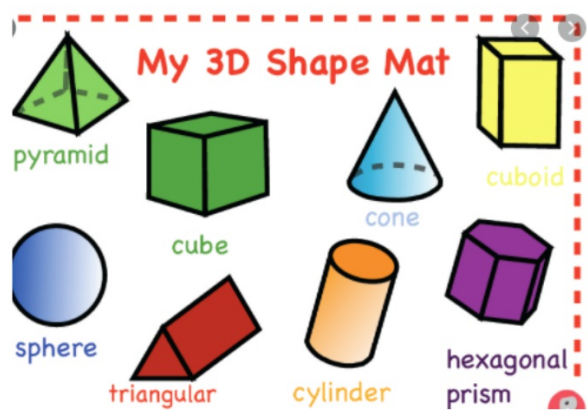 My 3D Shape Mat
pyramid
cuboid
cone
cube
sphere
hexagonal
prism
triangular
cylinder